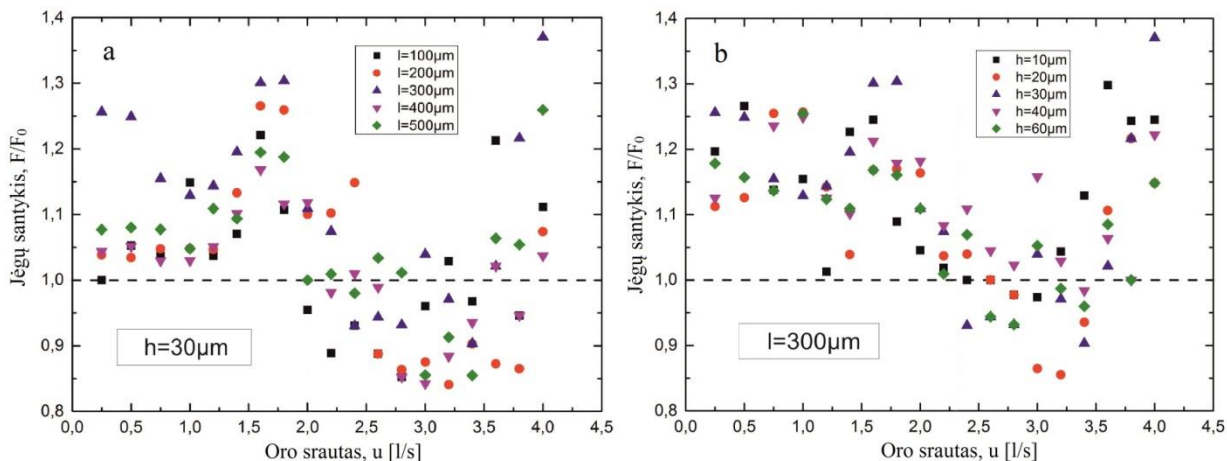 a
l=100µm
l=200µm
l=300µm
l=400µm
l=500µm
h=30µm
Jėgų santykis, F/F₀
1,4
1,3
1,2
1,1
1,0
0,9
0,8
0,0 0,5 1,0 1,5 2,0 2,5 3,0 3,5 4,0 4,5
Oro srautas, u [l/s]
b
h=10µm
h=20µm
h=30µm
h=40µm
h=60µm
l=300µm
Jėgų santykis, F/F₀
1,4
1,3
1,2
1,1
1,0
0,9
0,8
0,0 0,5 1,0 1,5 2,0 2,5 3,0 3,5 4,0 4,5
Oro srautas, u [l/s]